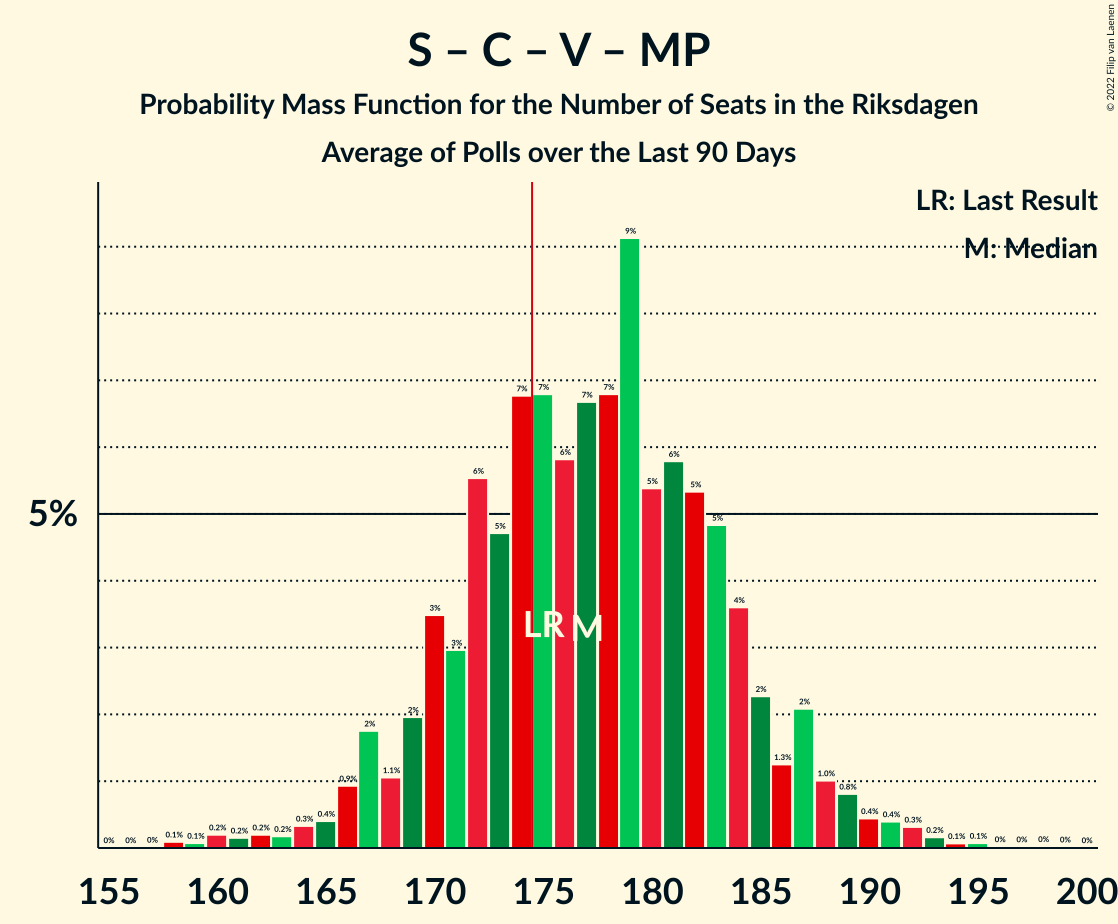 S – C – V – MP
Probability Mass Function for the Number of Seats in the Riksdagen
Average of Polls over the Last 90 Days
© 2022 Filip van Laenen
LR: Last Result
M: Median
5%
0% 0% 0% 0.1% 0.1% 0.2% 0.2% 0.2% 0.2% 0.3% 0.4% 0.9% 2% 1.1% 2% 3% 3% 6% 5% 7% 7% 6% 7% 7% 9% 5% 6% 5% 5% 4% 2% 1.3% 2% 1.0% 0.8% 0.4% 0.4% 0.3% 0.2% 0.1% 0.1% 0% 0% 0% 0% 0%
LR M
155 160 165 170 175 180 185 190 195 200